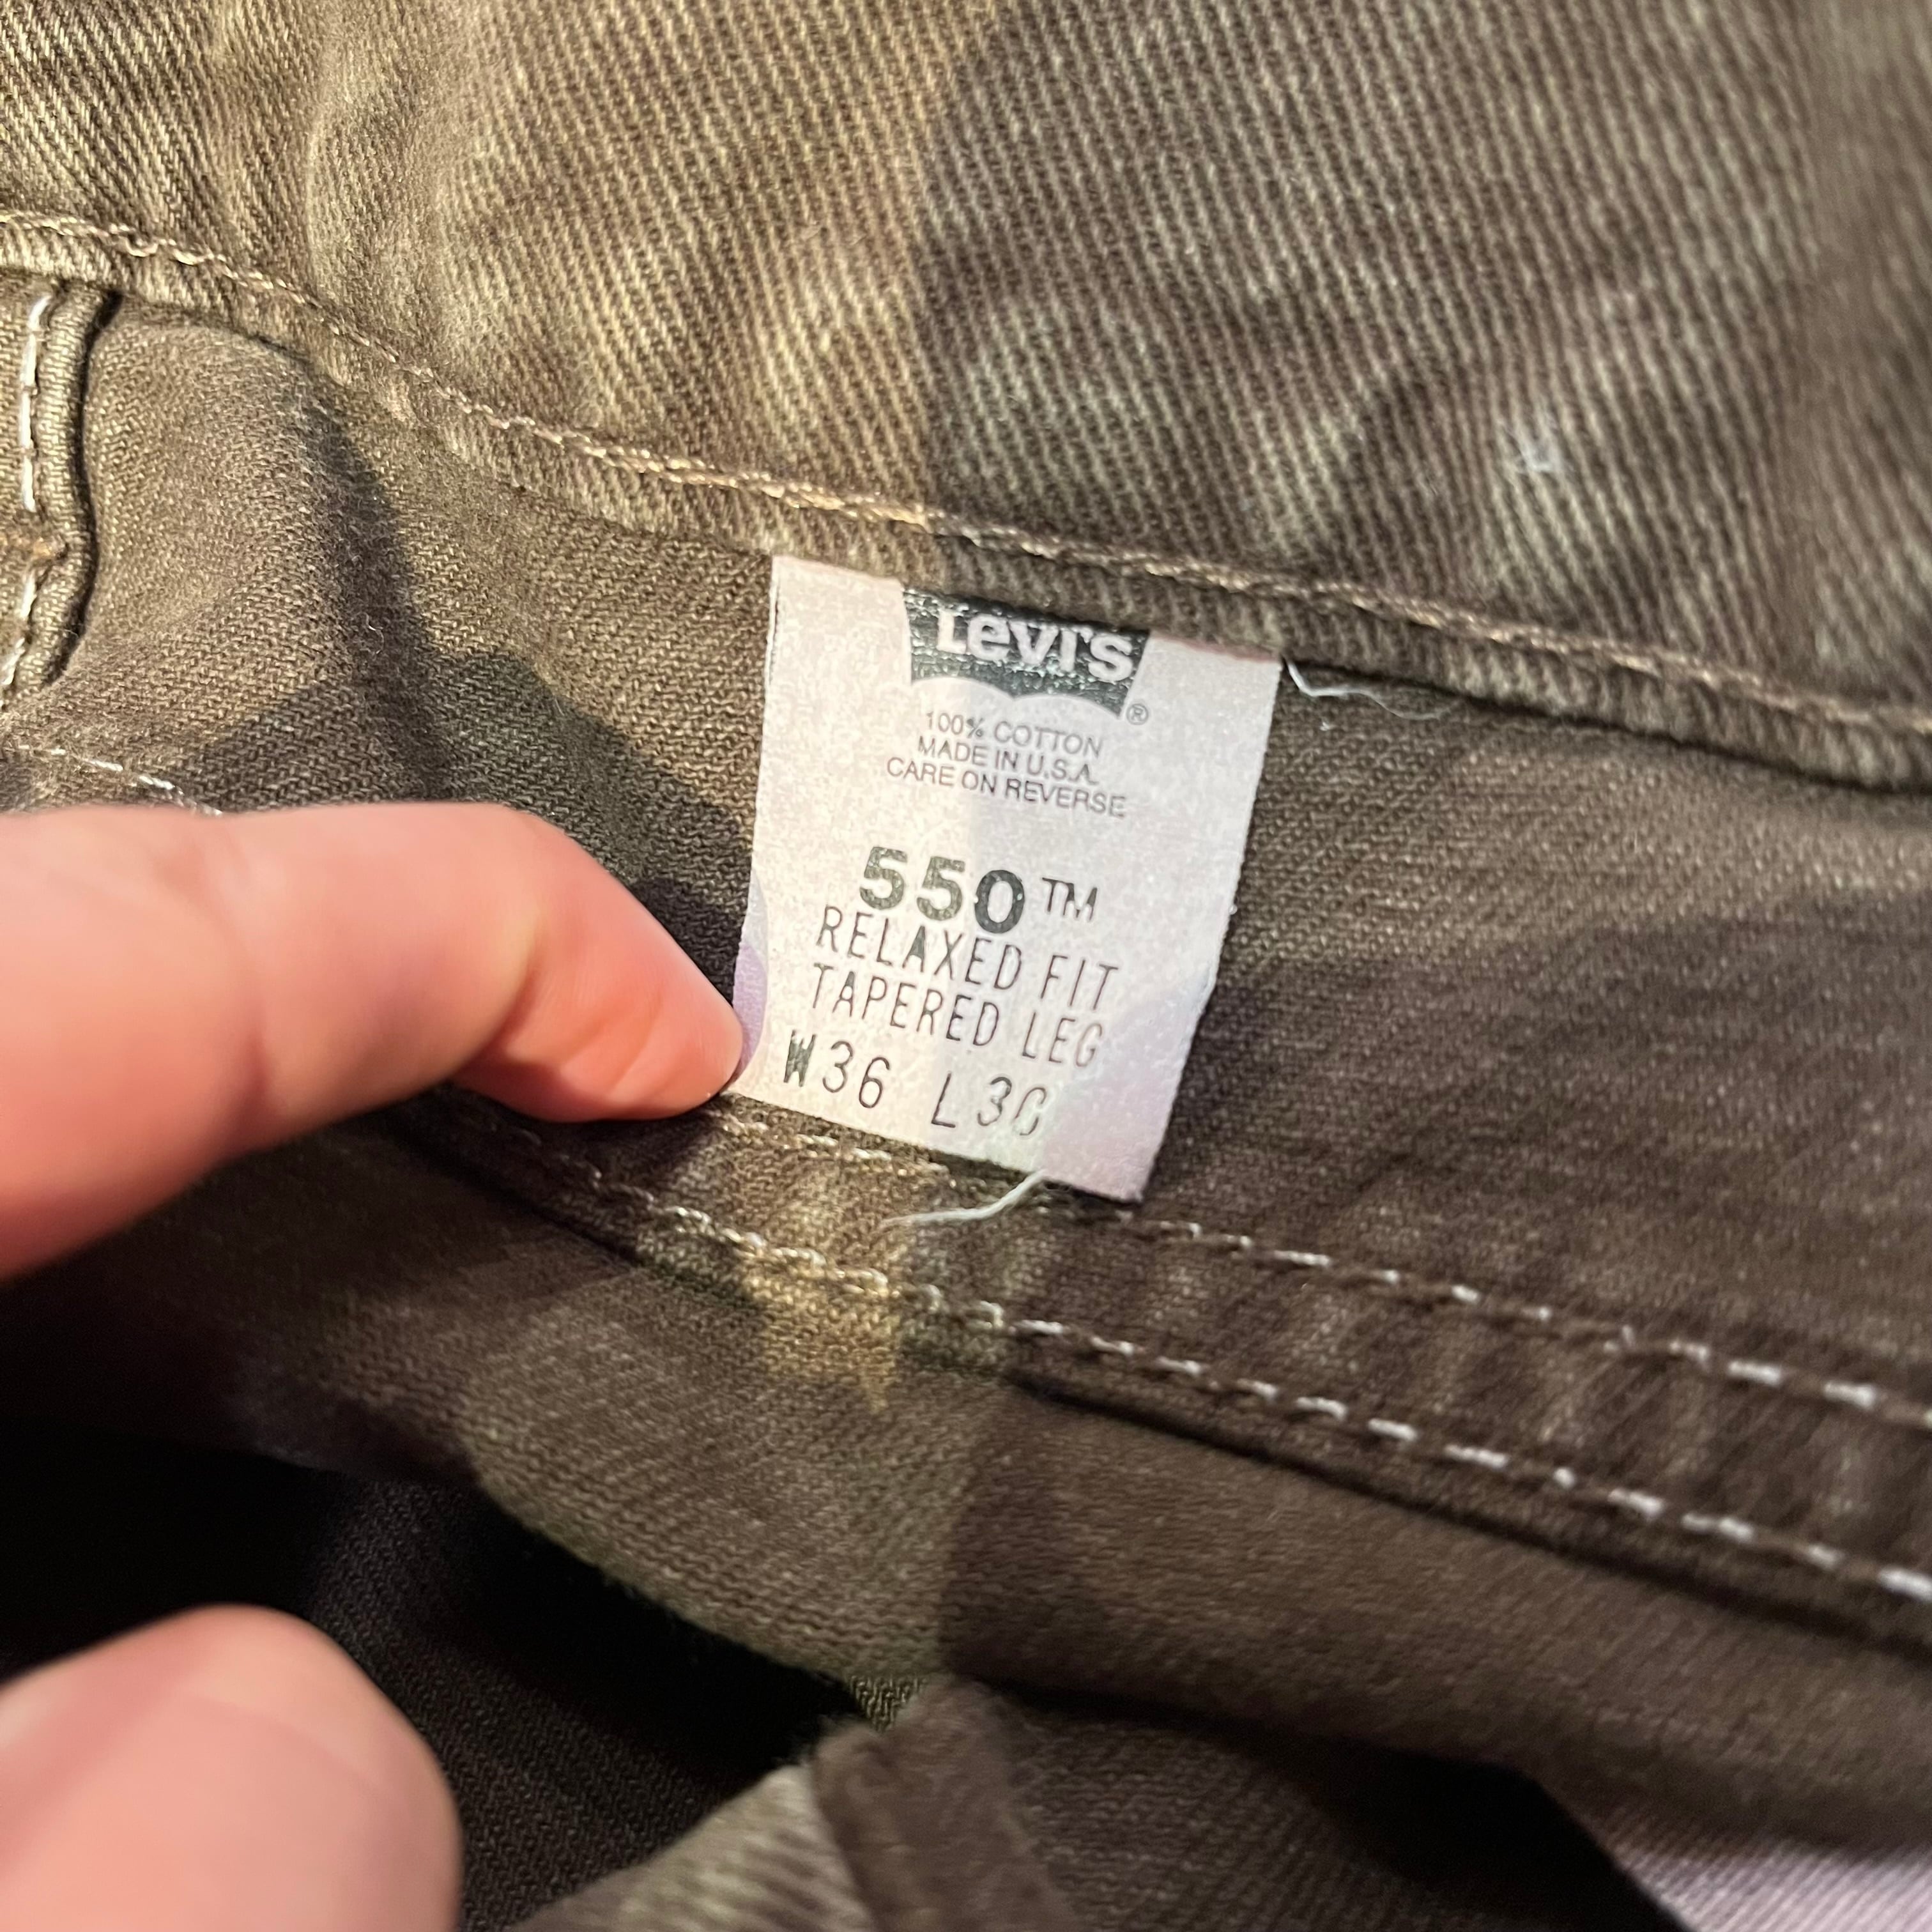 Levi's ®
100% COTTON
MADE IN U.S.A.
CARE ON REVERSE
550™
RELAXED FIT
TAPERED LEG
W36 L30